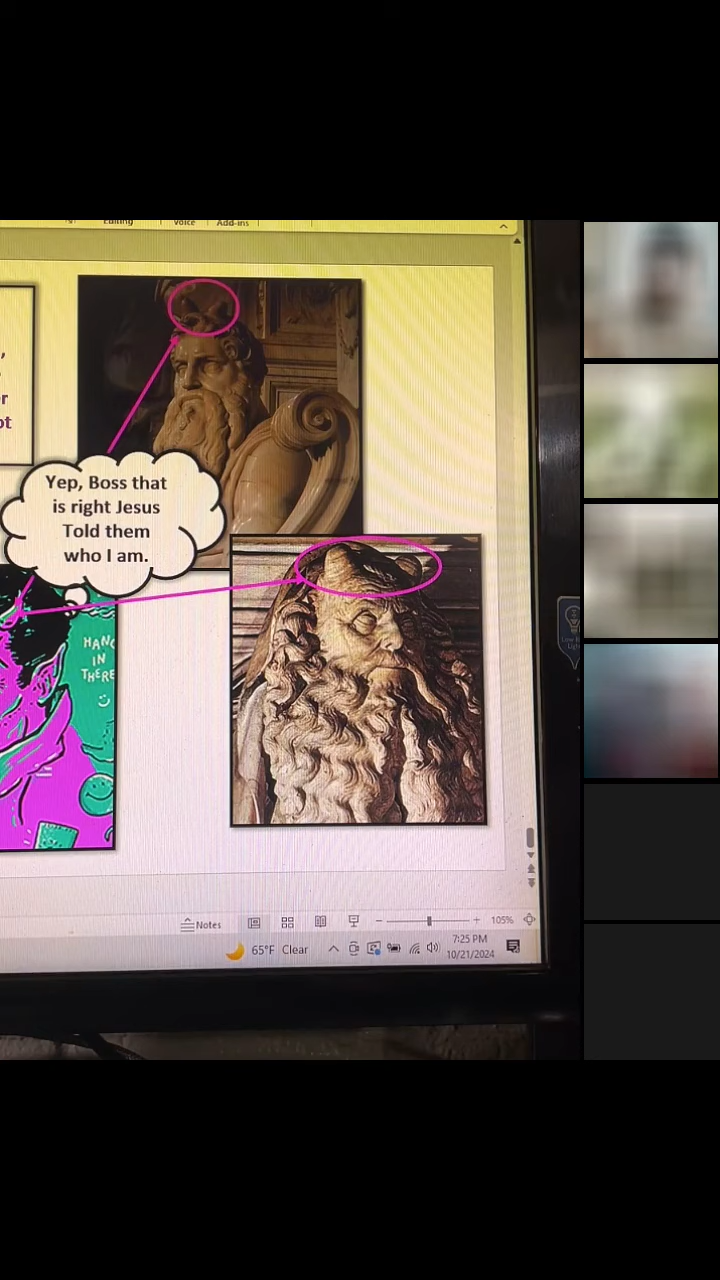 Editing Voice Add-ins
,
r
ot
Yep, Boss that
is right Jesus
Told them
who I am.
HANG
IN
THERE
Notes
105%
65°F Clear
7:25 PM
10/21/2024